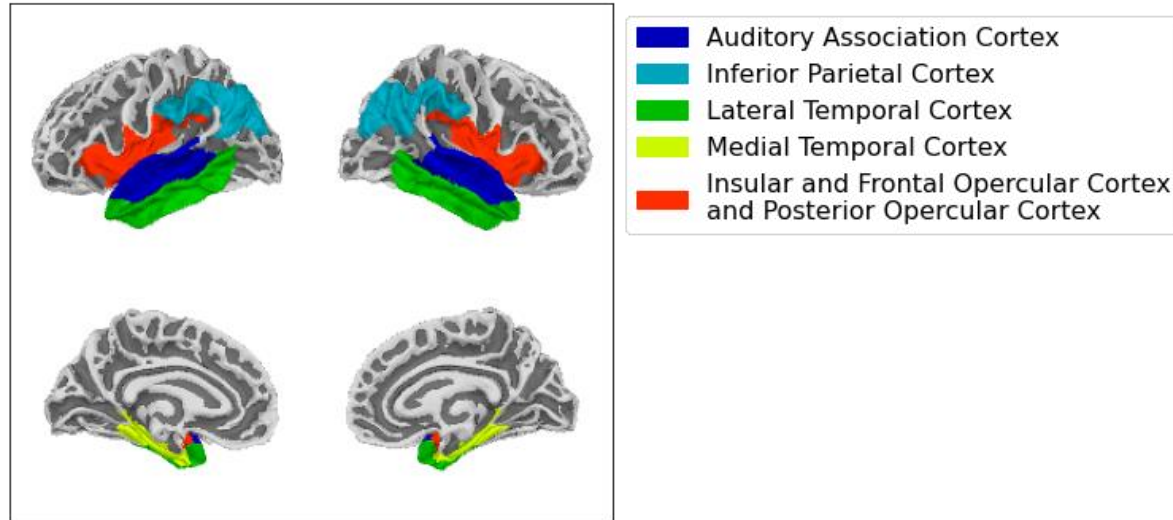 Auditory Association Cortex
Inferior Parietal Cortex
Lateral Temporal Cortex
Medial Temporal Cortex
Insular and Frontal Opercular Cortex
and Posterior Opercular Cortex